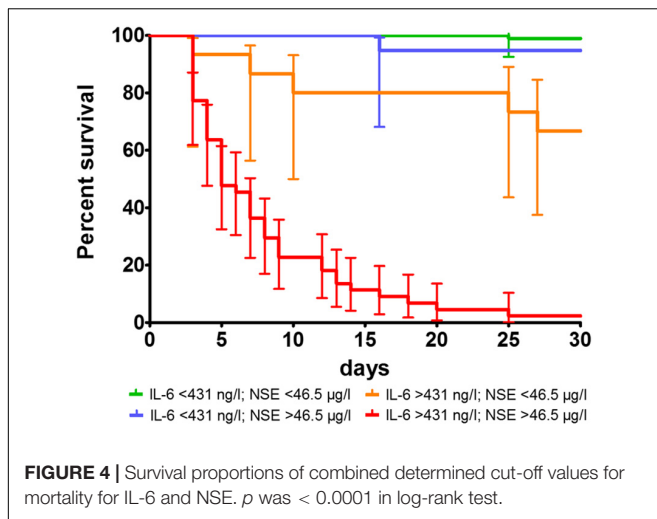 Percent survival
100
80
60
40
20
0
0 5 10 15 20 25 30
days
IL-6 <431 ng/l; NSE <46.5 µg/l IL-6 >431 ng/l; NSE <46.5 µg/l
IL-6 <431 ng/l; NSE >46.5 µg/l IL-6 >431 ng/l; NSE >46.5 µg/l
FIGURE 4 | Survival proportions of combined determined cut-off values for
mortality for IL-6 and NSE. p was < 0.0001 in log-rank test.